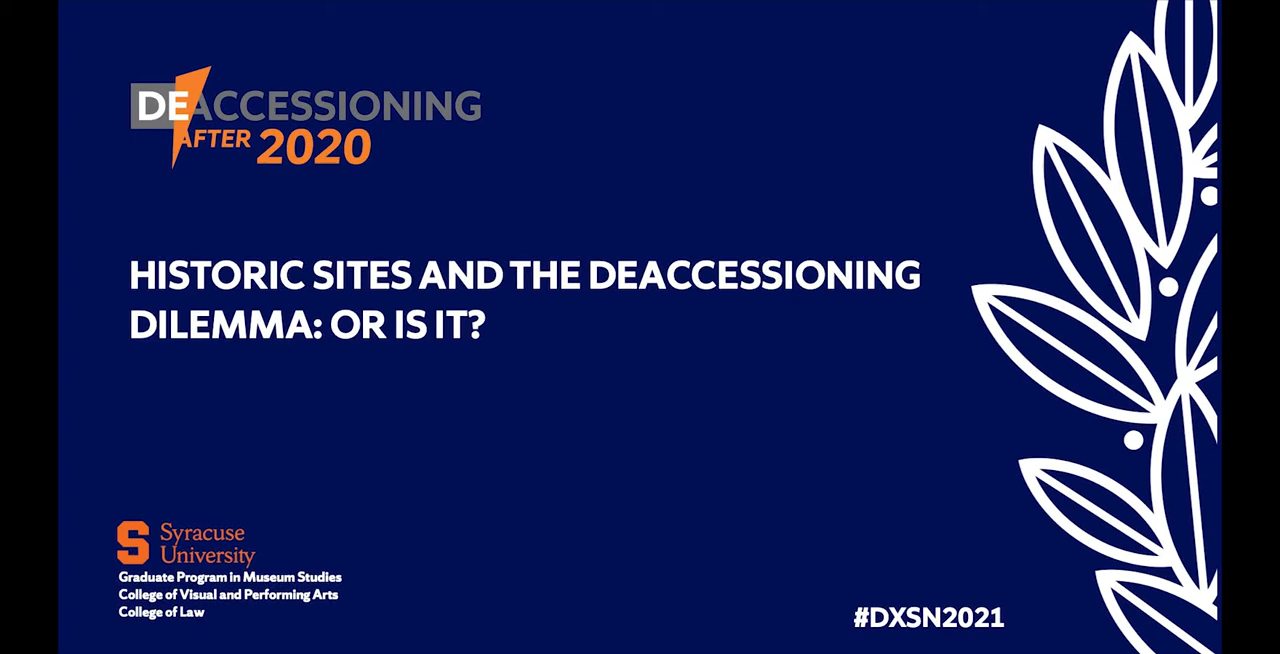 DEACCESSIONING
AFTER 2020
HISTORIC SITES AND THE DEACCESSIONING
DILEMMA: OR IS IT?
S Syracuse
University
Graduate Program in Museum Studies
College of Visual and Performing Arts
College of Law
#DXSN2021